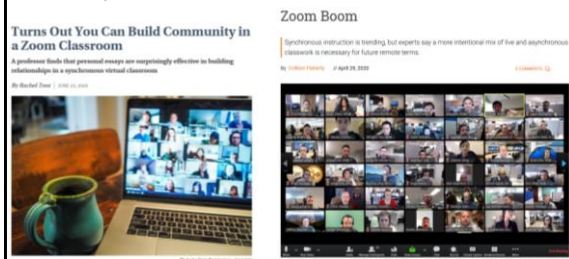 Turns Out You Can Build Community in
a Zoom Classroom
A professor finds that personal essays are surprisingly effective in building
relationships in a synchronous virtual classroom
By Rachel Toor |
Zoom Boom
Synchronous instruction is trending, but experts say a more intentional mix of live and asynchronous
classwork is necessary for future remote terms.
By Colleen Flaherty // April 29, 2020
COMMENTS